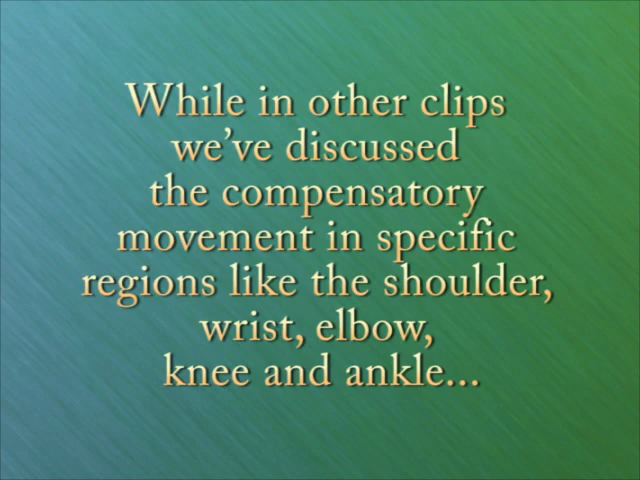 While in other clips
we've discussed
the compensatory
movement in specific
regions like the shoulder,
wrist, elbow,
knee and ankle...